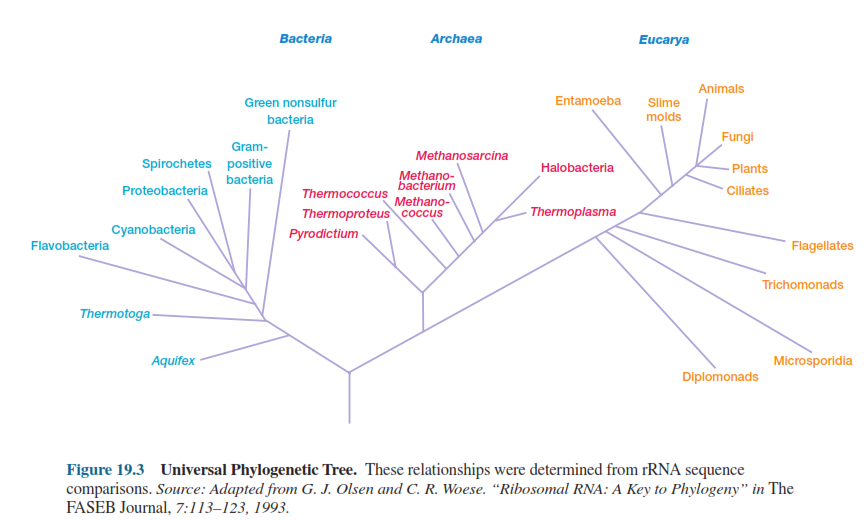 Bacteria
Archaea
Eucarya
Green nonsulfur
bacteria
Gram-
positive
bacteria
Spirochetes
Proteobacteria
Cyanobacteria
Flavobacteria
Thermotoga
Aquifex
Methanosarcina
Methano-
bacterium
Methano-
coccus
Thermococcus
Thermoproteus
Pyrodictium
Halobacteria
Thermoplasma
Entamoeba
Slime
molds
Animals
Fungi
Plants
Ciliates
Flagellates
Trichomonads
Microsporidia
Diplomonads
Figure 19.3 Universal Phylogenetic Tree. These relationships were determined from rRNA sequence
comparisons. Source: Adapted from G. J. Olsen and C. R. Woese. “Ribosomal RNA: A Key to Phylogeny” in The
FASEB Journal, 7:113–123, 1993.